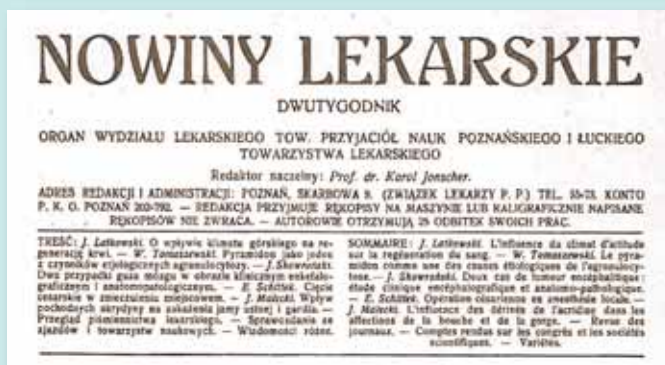 NOWINY LEKARSKIE
DWUTYGODNIK
ORGAN WYDZIAŁU LEKARSKIEGO TOW. PRZYJACIÓŁ NAUK POZNAŃSKIEGO I ŁUCKIEGO
TOWARZYSTWA LEKARSKIEGO
Redaktor naczelny: Prof. dr. Karol Jonscher.
ADRES REDAKCJI I ADMINISTRACJI: POZNAŃ, SKARBOWA 9. (ZWIĄZEK LEKARZY P. P.) TEL. 55-73. KONTO
P. K. O. POZNAŃ 202-792. — REDAKCJA PRZYJMUJE RĘKOPISY NA MASZYNIE LUB KALIGRAFICZNIE NAPISANE
RĘKOPISÓW NIE ZWRACA. — AUTOROWIE OTRZYMUJĄ 25 ODBITEK SWOICH PRAC.
TREŚĆ: J. Latkowski. O wpływie klimatu górskiego na re-
generację krwi. — W. Tomaszewski. Pyramidon jako jeden
z czynników etjologicznych agranulocytozy. — J. Skowroński.
Dwa przypadki guza mózgu w obrazie klinicznym enkefalo-
graficznym i anatomopatologicznym. — E. Schittek. Cięcie
cesarskie w znieczuleniu miejscowem. — J. Malecki. Wpływ
pochodnych akrydyny na zakażenia jamy ustnej i gardła. —
Przegląd piśmiennictwa lekarskiego. — Sprawozdania ze
zjazdów i towarzystw naukowych. — Wiadomości różne.
SOMMAIRE: J. Latkowski. L'influence du climat d'altitude
sur la régénération du sang. — W. Tomaszewski. Le pyra-
midon comme une des causes étiologiques de l'agranulocy-
tose. — J. Skowroński. Deux cas de tumeur encéphalique:
étude clinique encéphalografique et anatomo-pathologique.
— E. Schittek. Opération césarienne en anesthésie locale. —
J. Malecki. L'influence des dérivés de l'acridine dans les
affections de la bouche et de la gorge. — Revue des
journaux. — Comptes rendus sur les congrès et les sociétés
scientifiques. — Variétés.